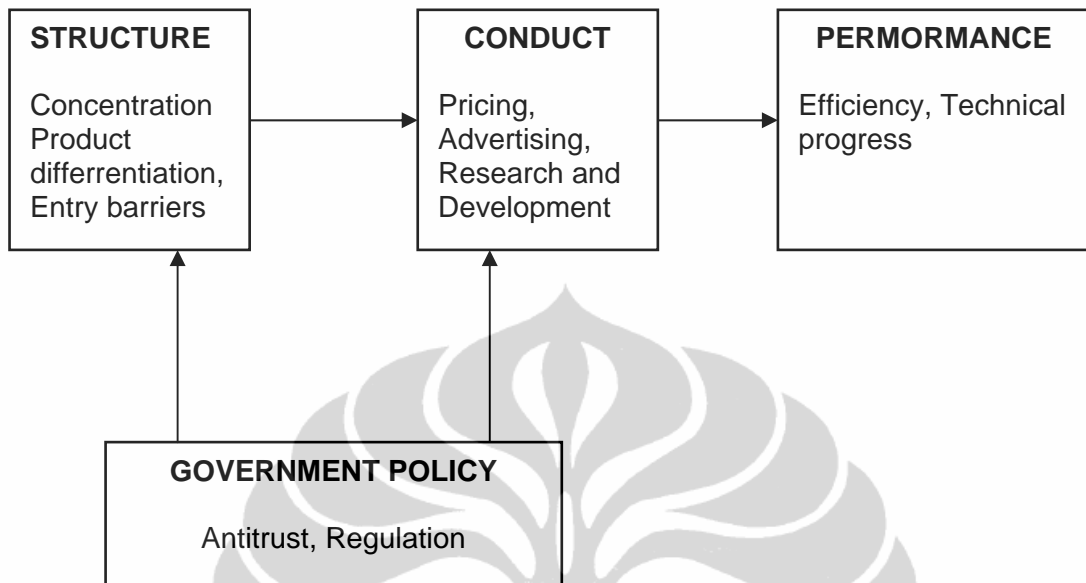 STRUCTURE
Concentration
Product
differrentiation,
Entry barriers
CONDUCT
Pricing,
Advertising,
Research and
Development
PERMORMANCE
Efficiency, Technical
progress
GOVERNMENT POLICY
Antitrust, Regulation